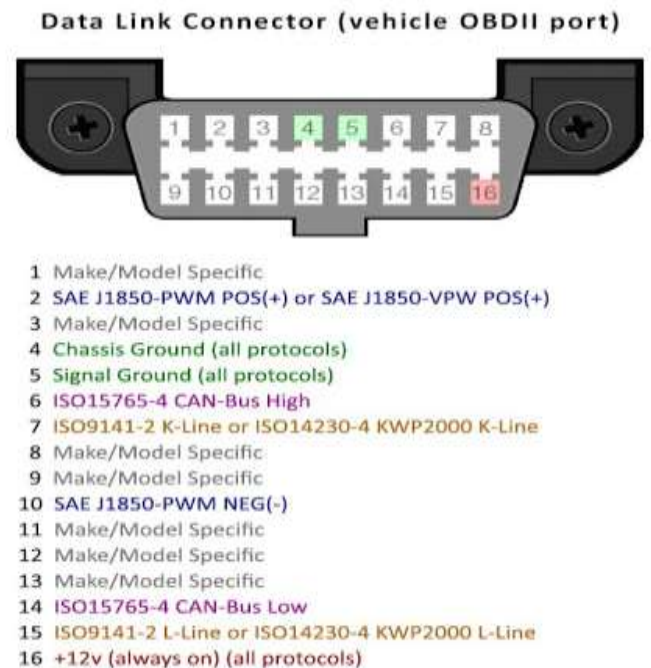 Data Link Connector (vehicle OBDII port)
1 2 3 4 5 6 7 8
9 10 11 12 13 14 15 16
1 Make/Model Specific
2 SAE J1850-PWM POS(+) or SAE J1850-VPW POS(+)
3 Make/Model Specific
4 Chassis Ground (all protocols)
5 Signal Ground (all protocols)
6 ISO15765-4 CAN-Bus High
7 ISO9141-2 K-Line or ISO14230-4 KWP2000 K-Line
8 Make/Model Specific
9 Make/Model Specific
10 SAE J1850-PWM NEG(-)
11 Make/Model Specific
12 Make/Model Specific
13 Make/Model Specific
14 ISO15765-4 CAN-Bus Low
15 ISO9141-2 L-Line or ISO14230-4 KWP2000 L-Line
16 +12v (always on) (all protocols)